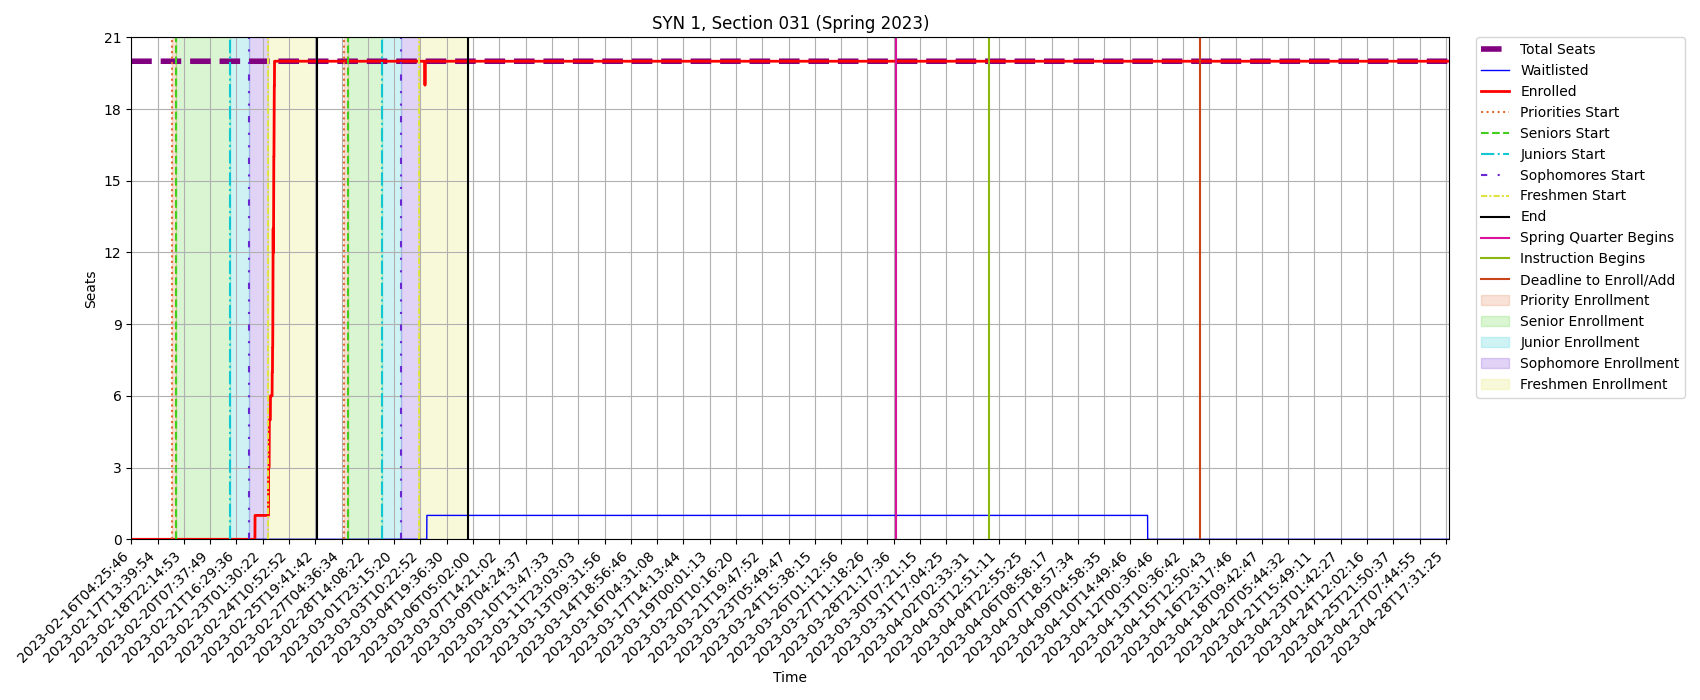 SYN 1, Section 031 (Spring 2023)
Seats
21
18
15
12
9
6
3
0
2023-02-16T04:25:46
2023-02-17T13:39:54
2023-02-18T22:14:53
2023-02-20T07:37:49
2023-02-21T16:29:36
2023-02-23T01:30:22
2023-02-24T10:52:52
2023-02-25T19:41:42
2023-02-27T04:36:34
2023-02-28T14:08:22
2023-03-01T23:15:20
2023-03-03T10:22:52
2023-03-04T19:36:30
2023-03-06T05:02:00
2023-03-07T14:21:02
2023-03-09T04:24:37
2023-03-10T13:47:33
2023-03-11T23:03:03
2023-03-13T09:31:56
2023-03-14T18:56:46
2023-03-16T04:31:08
2023-03-17T14:13:44
2023-03-19T00:01:13
2023-03-20T10:16:20
2023-03-21T19:47:52
2023-03-23T05:49:47
2023-03-24T15:38:15
2023-03-26T01:12:56
2023-03-27T11:18:26
2023-03-28T21:17:36
2023-03-30T07:21:15
2023-03-31T17:04:25
2023-04-02T02:33:31
2023-04-03T12:51:11
2023-04-04T22:55:25
2023-04-06T08:58:17
2023-04-07T18:57:34
2023-04-09T04:58:35
2023-04-10T14:49:46
2023-04-12T00:36:46
2023-04-13T10:36:42
2023-04-15T12:50:43
2023-04-16T23:17:46
2023-04-18T09:42:47
2023-04-20T05:44:32
2023-04-21T15:49:11
2023-04-23T01:42:27
2023-04-24T12:02:16
2023-04-25T21:50:37
2023-04-27T07:44:55
2023-04-28T17:31:25
Time
Total Seats
Waitlisted
Enrolled
Priorities Start
Seniors Start
Juniors Start
Sophomores Start
Freshmen Start
End
Spring Quarter Begins
Instruction Begins
Deadline to Enroll/Add
Priority Enrollment
Senior Enrollment
Junior Enrollment
Sophomore Enrollment
Freshmen Enrollment